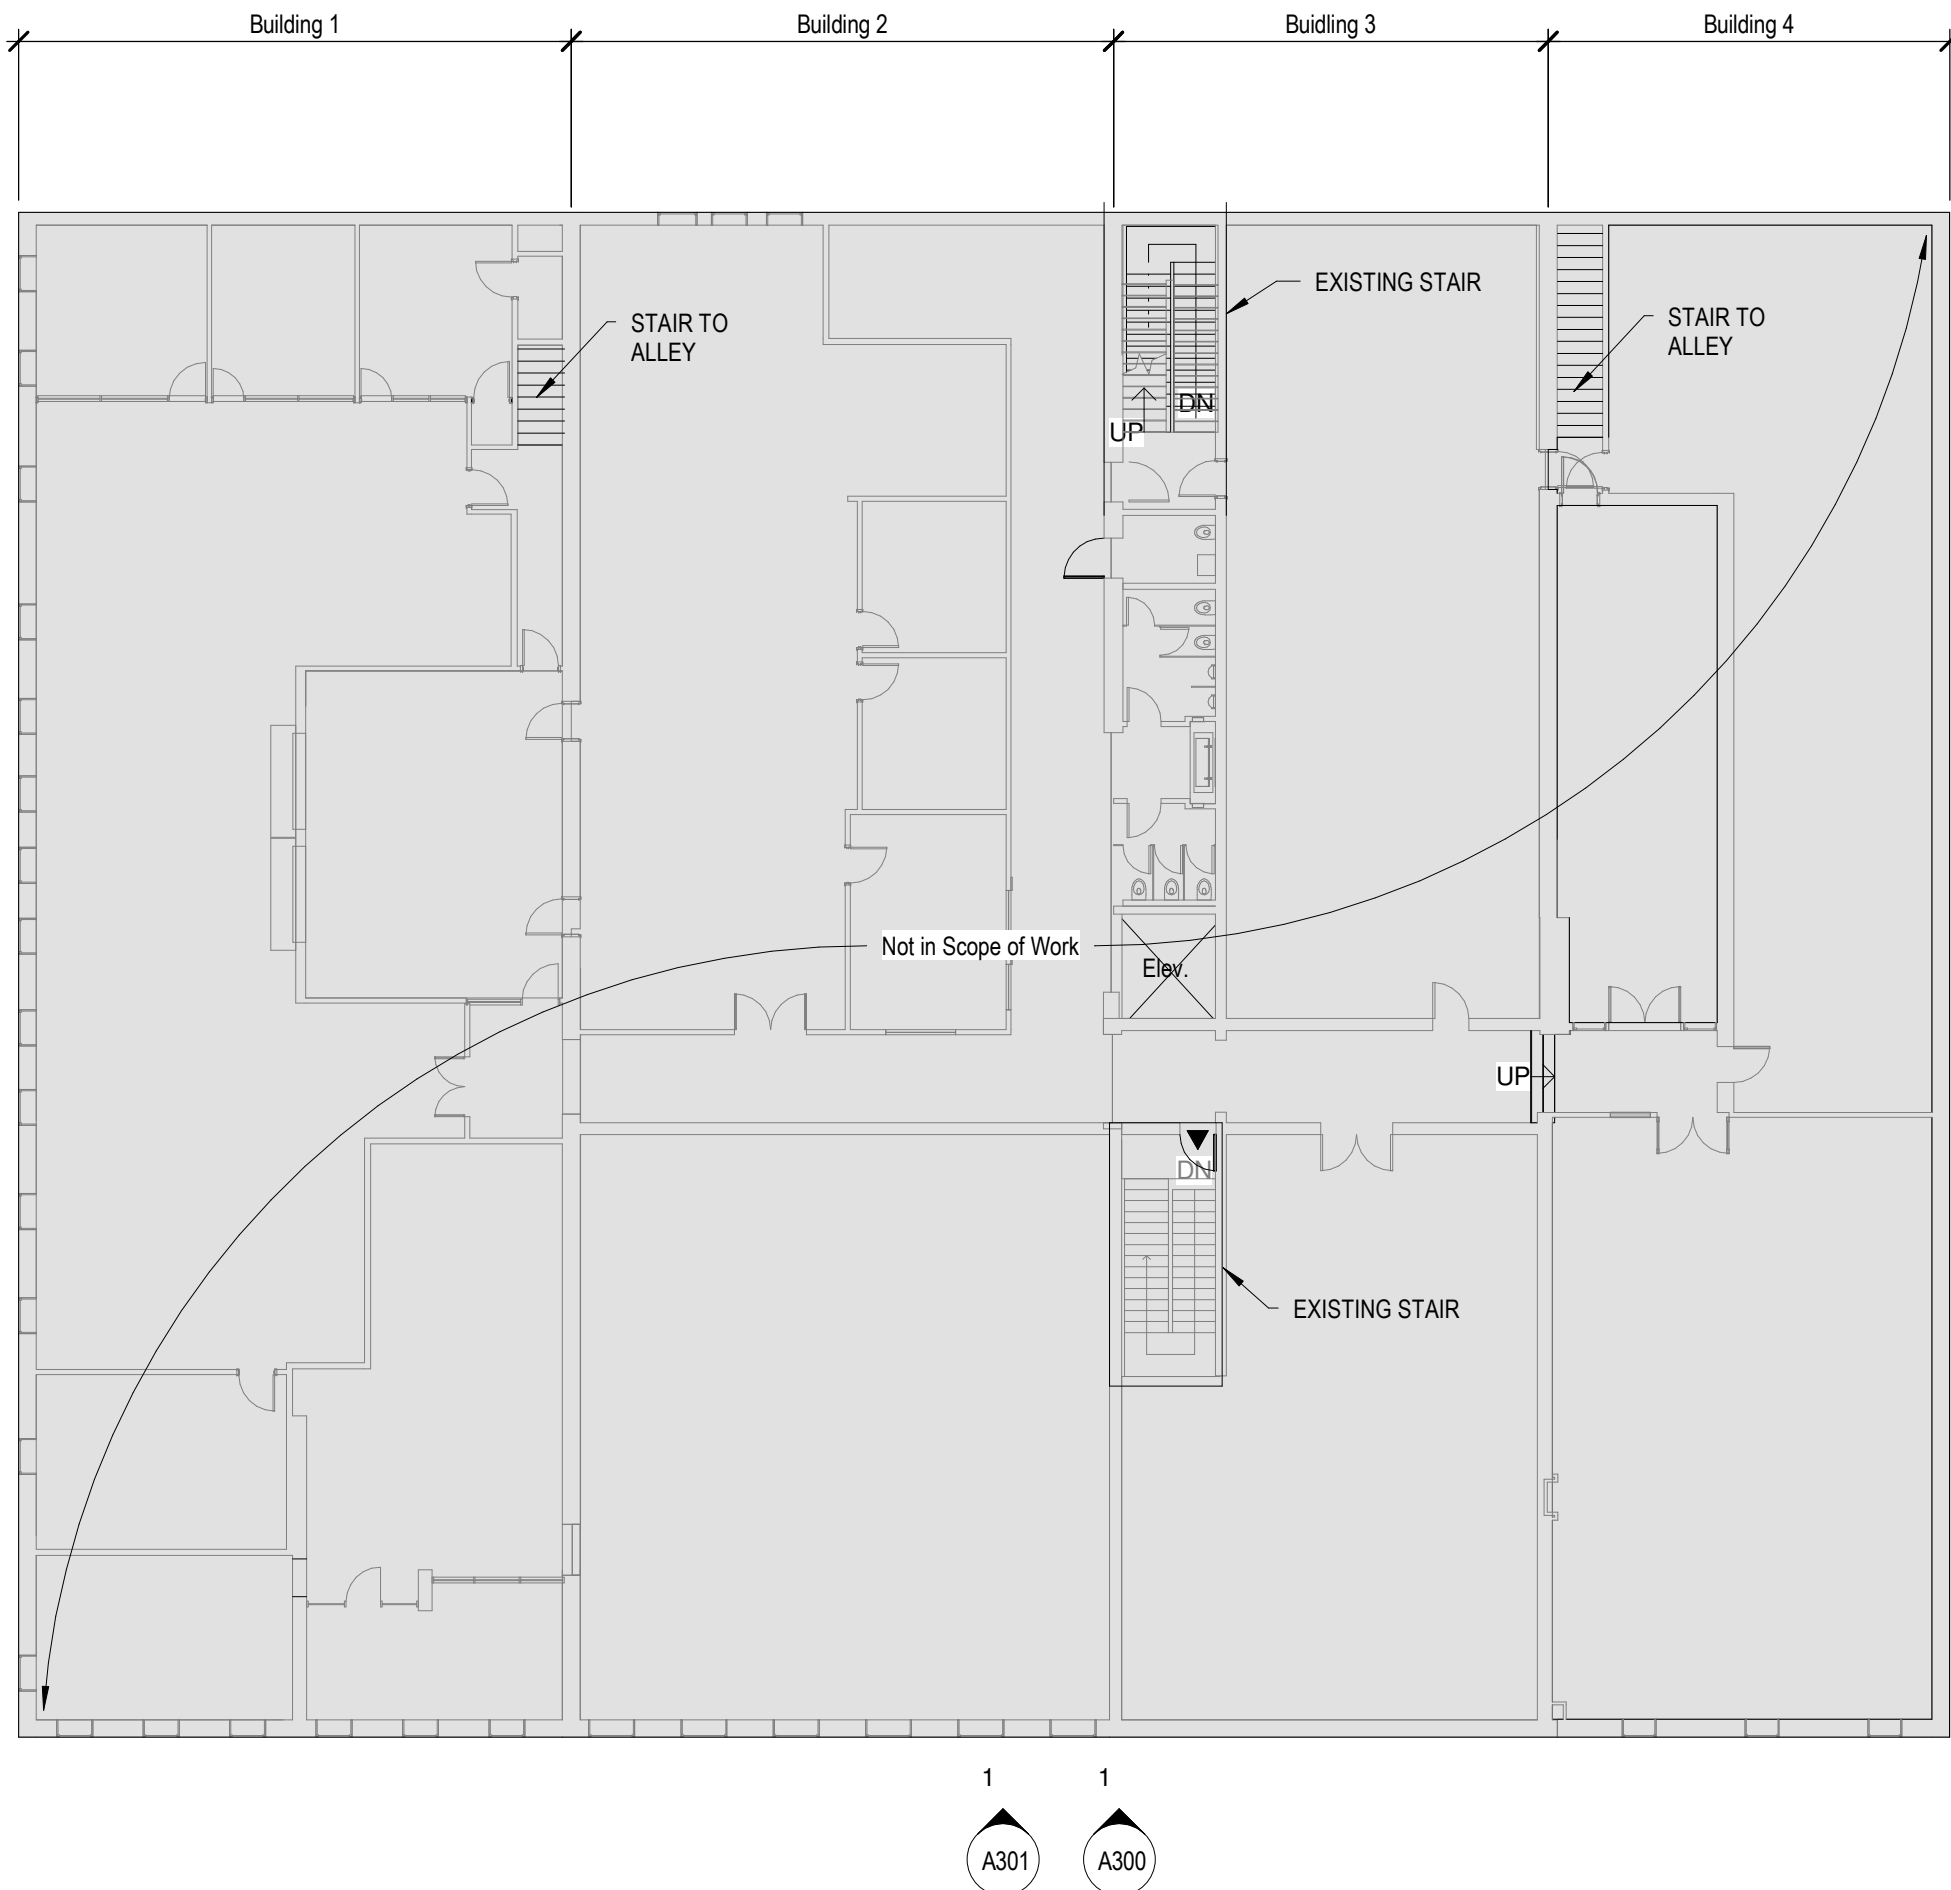 Building 1
Building 2
Buidling 3
Building 4
EXISTING STAIR
STAIR TO
ALLEY
STAIR TO
ALLEY
DN
UP
Not in Scope of Work
Elev.
UP
DN
EXISTING STAIR
1
1
A301
A300